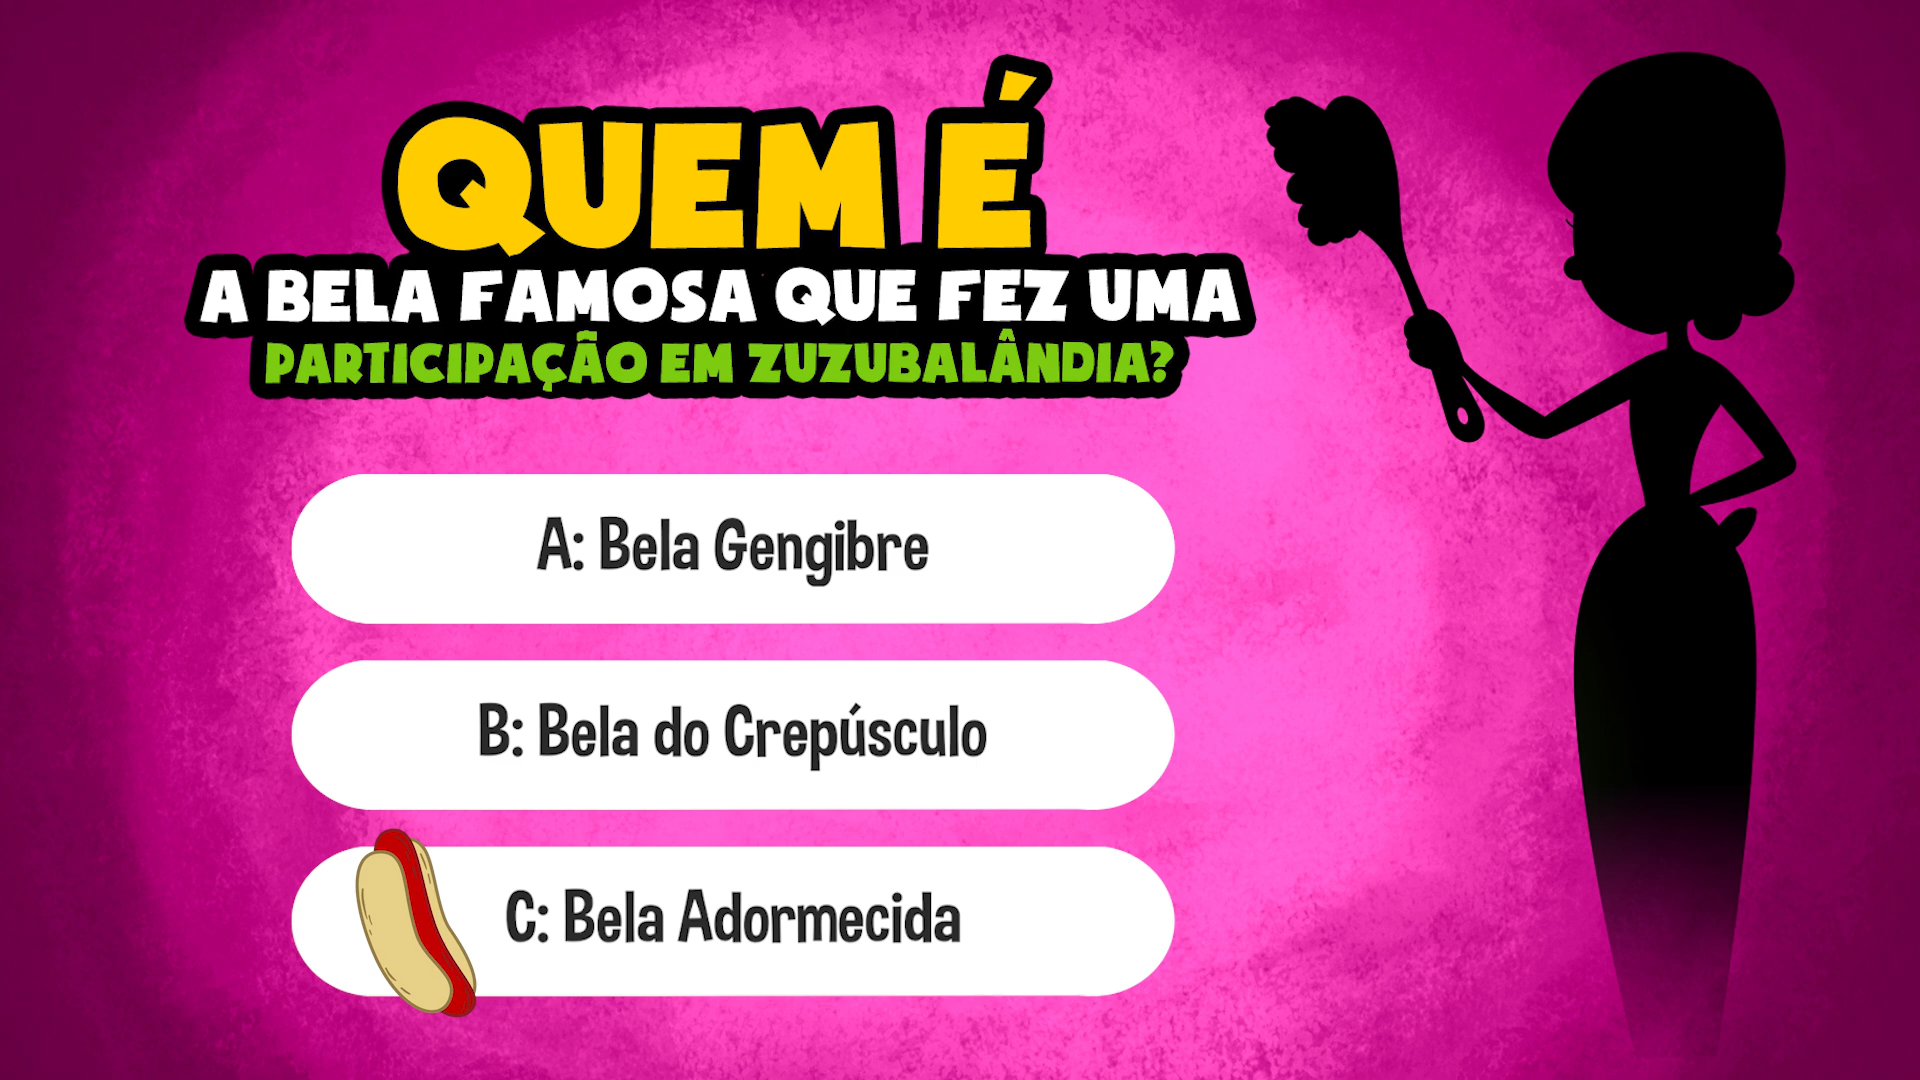 QUEM É
A BELA FAMOSA QUE FEZ UMA
PARTICIPAÇÃO EM ZUZUBALÂNDIA?
A: Bela Gengibre
B: Bela do Crepúsculo
C: Bela Adormecida